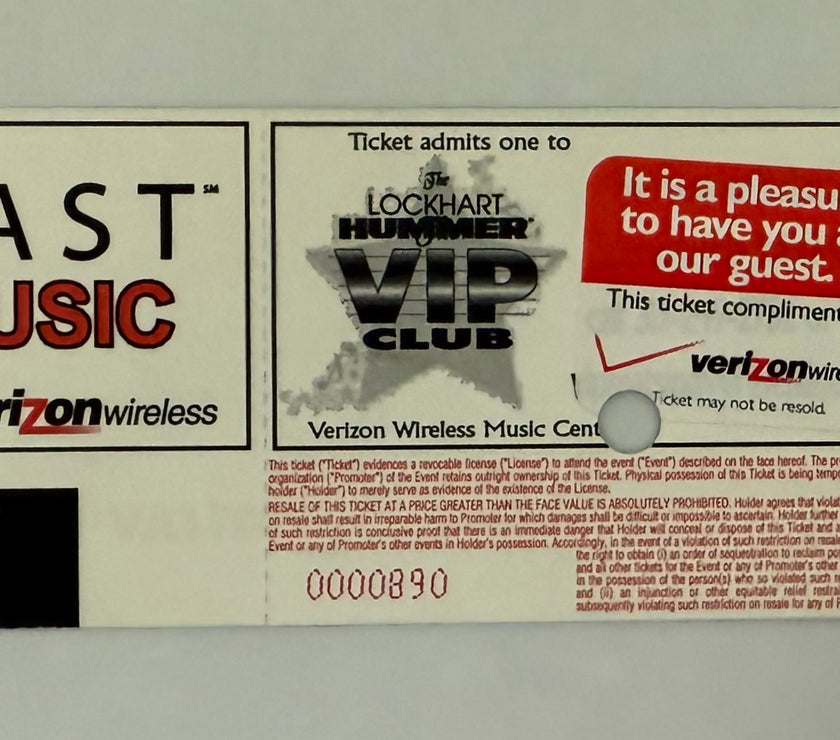 AST℠
USIC
rizonwireless
Ticket admits one to
The
LOCKHART
HUMMER
VIP
CLUB
Verizon Wireless Music Cent
It is a pleasu
to have you a
our guest.
This ticket compliment
verizonwire
Ticket may not be resold.
This ticket ("Ticket") evidences a revocable license ("License") to attend the event ("Event") described on the face hereof. The pr
organization ("Promoter") of the Event retains outright ownership of this Ticket. Physical possession of this Ticket is being tempo
holder ("Holder") to merely serve as evidence of the existence of the License.
RESALE OF THIS TICKET AT A PRICE GREATER THAN THE FACE VALUE IS ABSOLUTELY PROHIBITED. Holder agrees that violat
on resale shall result in irreparable harm to Promoter for which damages shall be difficult or impossible to ascertain. Holder further
of such restriction is conclusive proof that there is an immediate danger that Holder will conceal or dispose of this Ticket and
Event or any of Promoter's other events in Holder's possession. Accordingly, in the event of a violation of such restriction on resale
the right to obtain (i) an order of sequestration to reclaim po
and all other tickets for the Event or any of Promoter's other
in the possession of the person(s) who so violated such re
and (ii) an injunction or other equitable relief restrai
subsequently violating such restriction on resale for any of P
0000890